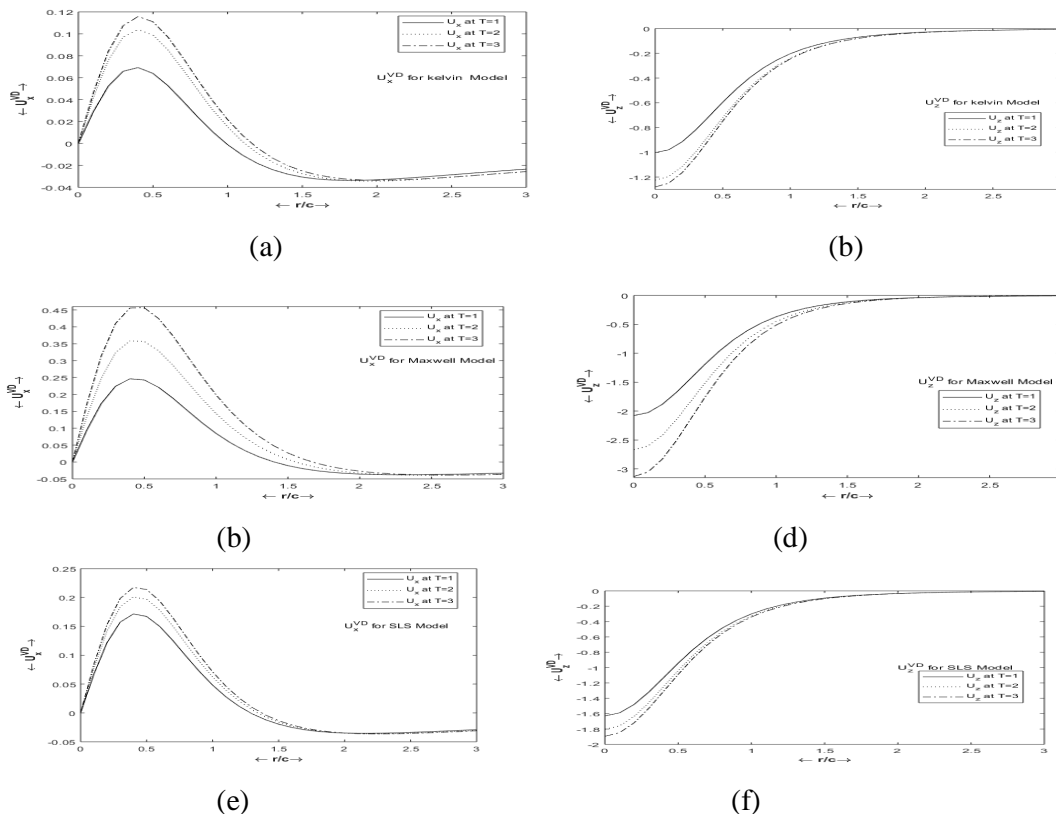 0.12
0.1
0.08
0.06
0.04
0.02
0
-0.02
-0.04
← U_x^VD →
0 0.5 1 1.5 2 2.5 3
← r/c→
U_x at T=1
U_x at T=2
U_x at T=3
U_x^VD for kelvin Model
(a)
0
-0.2
-0.4
-0.6
-0.8
-1
-1.2
← U_z^VD →
0 0.5 1 1.5 2 2.5
← r/c→
U_z^VD for kelvin Model
U_z at T=1
U_z at T=2
U_z at T=3
(b)
0.45
0.4
0.35
0.3
0.25
0.2
0.15
0.1
0.05
0
-0.05
← U_x^VD →
0 0.5 1 1.5 2 2.5 3
← r/c→
U_x at T=1
U_x at T=2
U_x at T=3
U_x^VD for Maxwell Model
(b)
0
-0.5
-1
-1.5
-2
-2.5
-3
← U_z^VD →
0 0.5 1 1.5 2 2.5
← r/c→
U_z^VD for Maxwell Model
U_z at T=1
U_z at T=2
U_z at T=3
(d)
0.25
0.2
0.15
0.1
0.05
0
-0.05
← U_x^VD →
0 0.5 1 1.5 2 2.5 3
← r/c→
U_x at T=1
U_x at T=2
U_x at T=3
U_x^VD for SLS Model
(e)
0
-0.2
-0.4
-0.6
-0.8
-1
-1.2
-1.4
-1.6
-1.8
-2
← U_z^VD →
0 0.5 1 1.5 2 2.5 3
← r/c→
U_z^VD for SLS Model
U_z at T=1
U_z at T=2
U_z at T=3
(f)